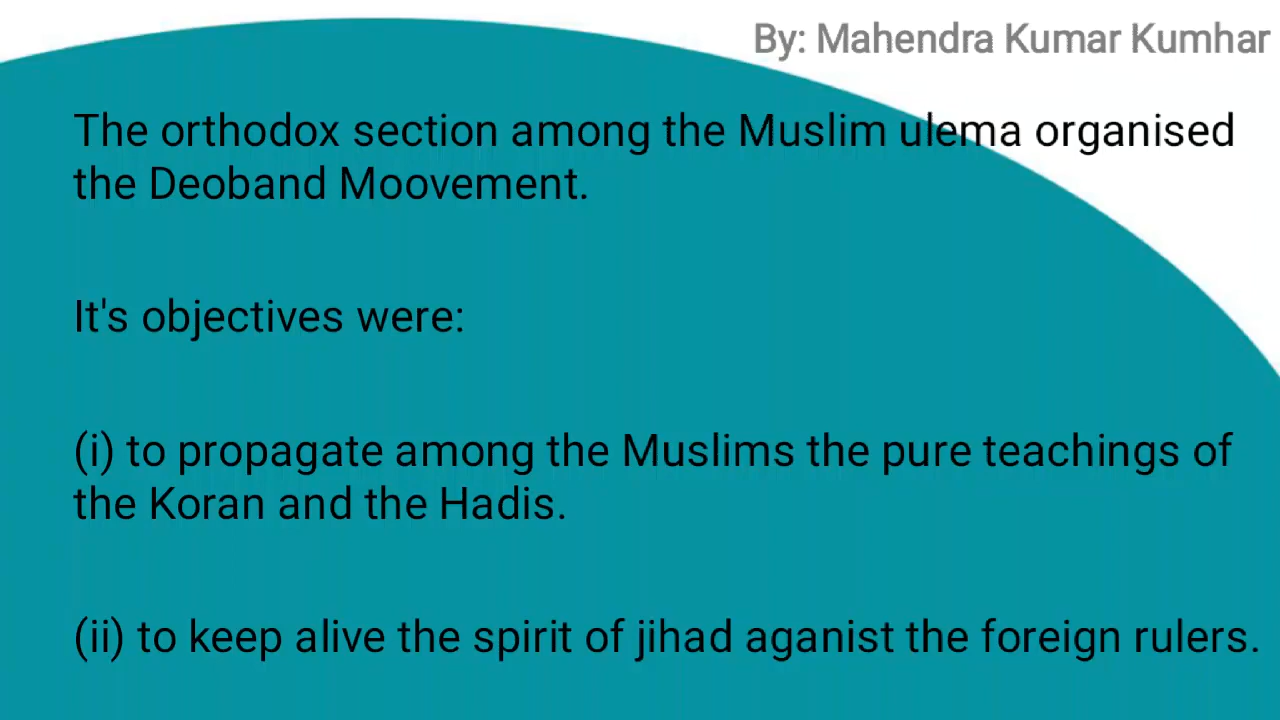 By: Mahendra Kumar Kumhar
The orthodox section among the Muslim ulema organised
the Deoband Moovement.
It's objectives were:
(i) to propagate among the Muslims the pure teachings of
the Koran and the Hadis.
(ii) to keep alive the spirit of jihad aganist the foreign rulers.